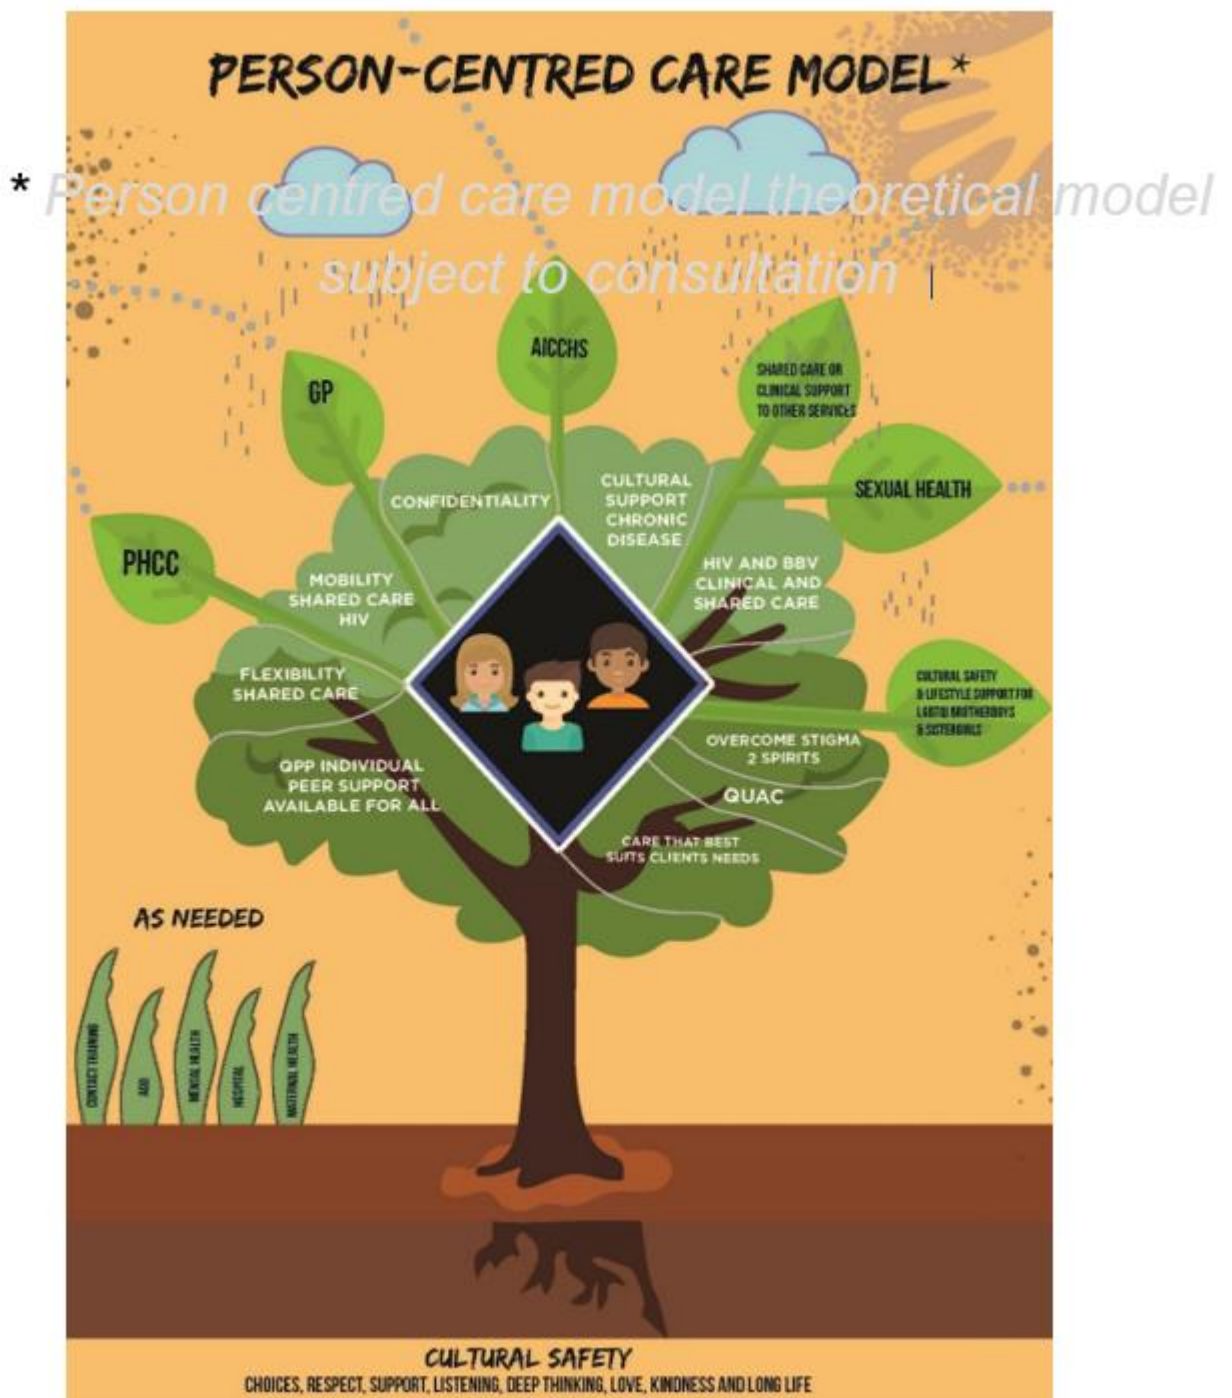 PERSON-CENTRED CARE MODEL*
* Person centred care model theoretical model
subject to consultation
AICCHS
GP
SHARED CARE OR
CLINICAL SUPPORT
TO OTHER SERVICES
SEXUAL HEALTH
PHCC
CONFIDENTIALITY
CULTURAL
SUPPORT
CHRONIC
DISEASE
MOBILITY
SHARED CARE
HIV
HIV AND BBV
CLINICAL AND
SHARED CARE
FLEXIBILITY
SHARED CARE
CULTURAL SAFETY
& LIFESTYLE SUPPORT FOR
LGBTIQ BROTHERBOYS
& SISTERGIRLS
OVERCOME STIGMA
2 SPIRITS
QPP INDIVIDUAL
PEER SUPPORT
AVAILABLE FOR ALL
QUAC
CARE THAT BEST
SUITS CLIENTS NEEDS
AS NEEDED
CONTACT TRAINING
AOD
MENTAL HEALTH
HOSPITAL
MATERNAL HEALTH
CULTURAL SAFETY
CHOICES, RESPECT, SUPPORT, LISTENING, DEEP THINKING, LOVE, KINDNESS AND LONG LIFE